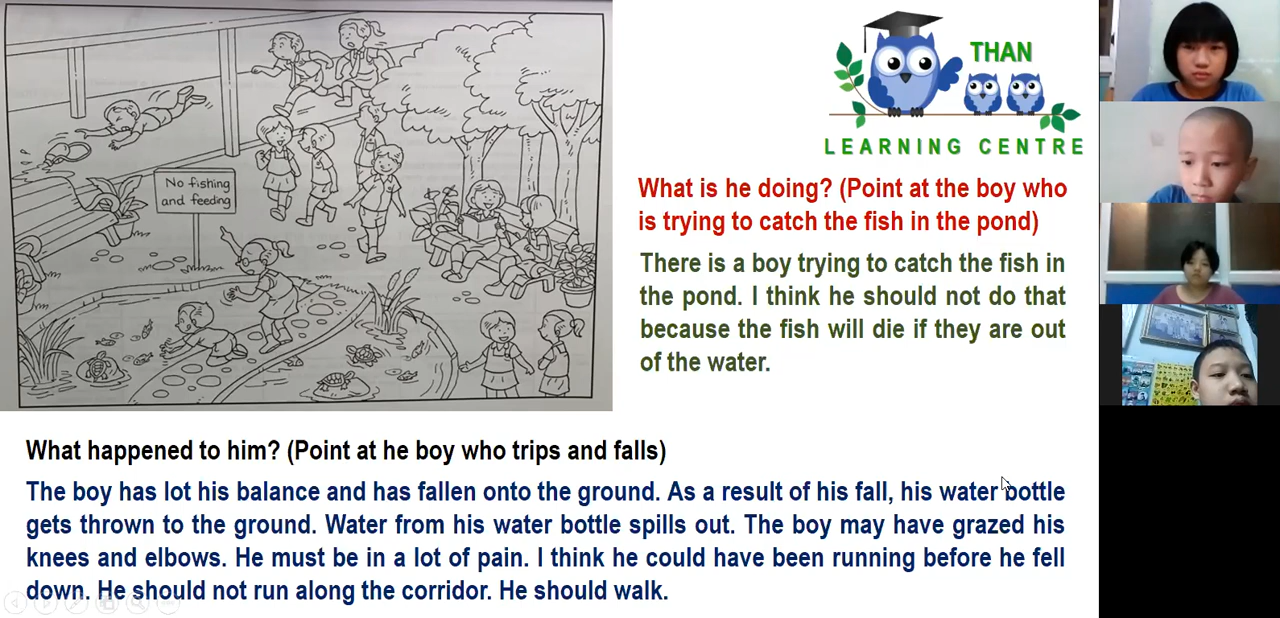 No fishing
and feeding
THAN
LEARNING CENTRE
What is he doing? (Point at the boy who
is trying to catch the fish in the pond)
There is a boy trying to catch the fish in
the pond. I think he should not do that
because the fish will die if they are out
of the water.
What happened to him? (Point at he boy who trips and falls)
The boy has lot his balance and has fallen onto the ground. As a result of his fall, his water bottle
gets thrown to the ground. Water from his water bottle spills out. The boy may have grazed his
knees and elbows. He must be in a lot of pain. I think he could have been running before he fell
down. He should not run along the corridor. He should walk.